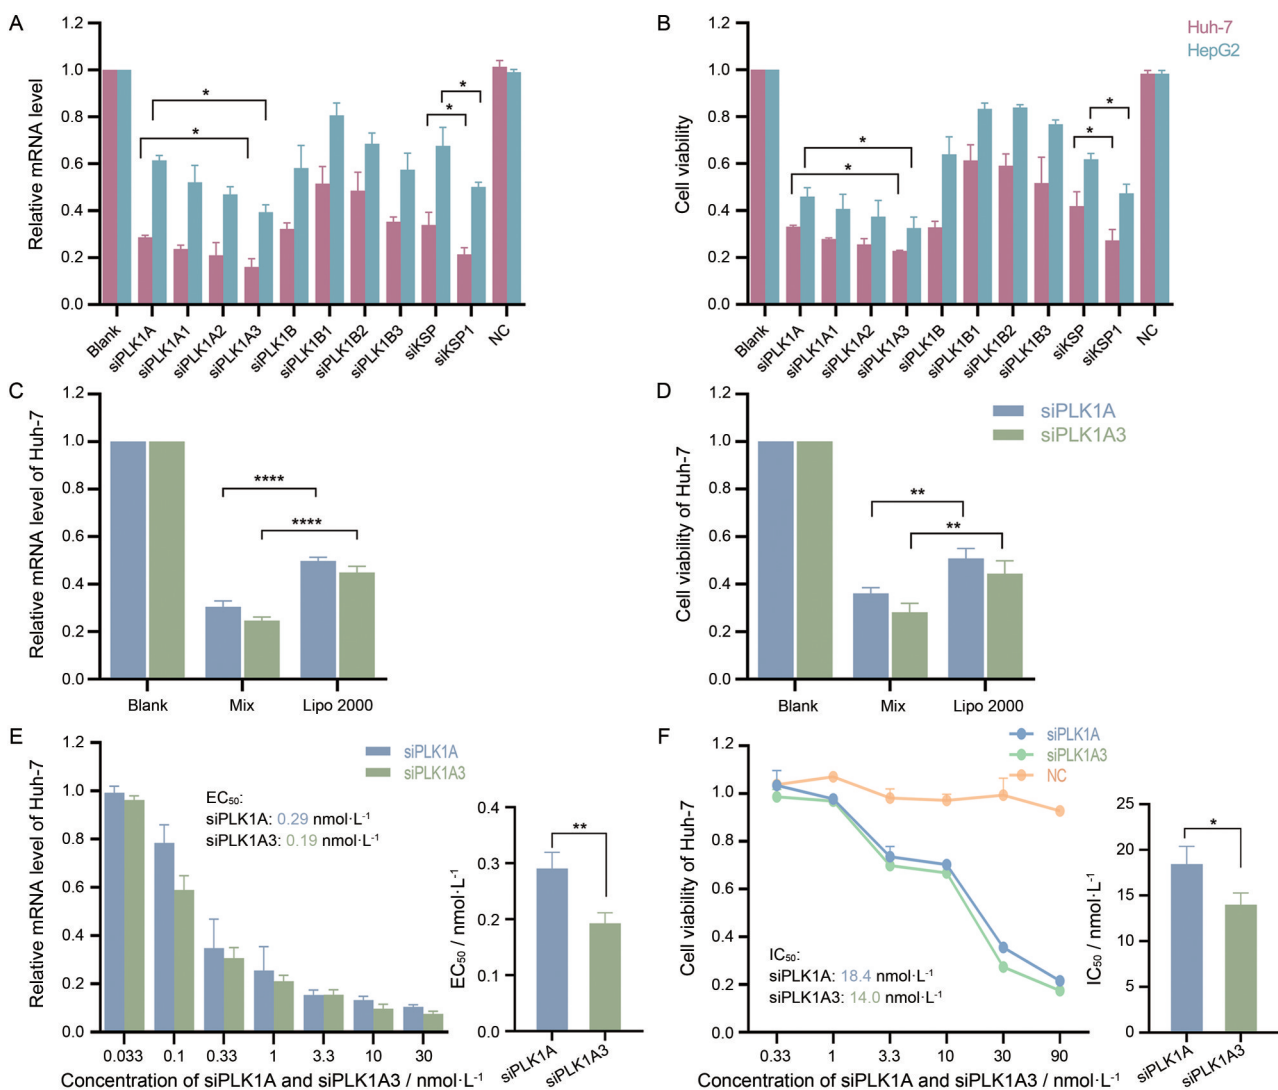 A
Relative mRNA level
1.2
1.0
0.8
0.6
0.4
0.2
0.0
*
*
*
*
Blank
siPLK1A
siPLK1A1
siPLK1A2
siPLK1A3
siPLK1B
siPLK1B1
siPLK1B2
siPLK1B3
siKSP
siKSP1
NC
B
Cell viability
1.2
1.0
0.8
0.6
0.4
0.2
0.0
*
*
*
*
Blank
siPLK1A
siPLK1A1
siPLK1A2
siPLK1A3
siPLK1B
siPLK1B1
siPLK1B2
siPLK1B3
siKSP
siKSP1
NC
Huh-7
HepG2
C
Relative mRNA level of Huh-7
1.2
1.0
0.8
0.6
0.4
0.2
0.0
****
****
Blank Mix Lipo 2000
D
Cell viability of Huh-7
1.2
1.0
0.8
0.6
0.4
0.2
0.0
**
**
Blank Mix Lipo 2000
siPLK1A
siPLK1A3
E
Relative mRNA level of Huh-7
1.2
1.0
0.8
0.6
0.4
0.2
0.0
siPLK1A
siPLK1A3
EC₅₀:
siPLK1A: 0.29 nmol·L⁻¹
siPLK1A3: 0.19 nmol·L⁻¹
0.033 0.1 0.33 1 3.3 10 30
Concentration of siPLK1A and siPLK1A3 / nmol·L⁻¹
EC₅₀ / nmol·L⁻¹
0.4
0.3
0.2
0.1
0.0
**
siPLK1A
siPLK1A3
F
Cell viability of Huh-7
1.2
1.0
0.8
0.6
0.4
0.2
0.0
siPLK1A
siPLK1A3
NC
IC₅₀:
siPLK1A: 18.4 nmol·L⁻¹
siPLK1A3: 14.0 nmol·L⁻¹
0.33 1 3.3 10 30 90
Concentration of siPLK1A and siPLK1A3 / nmol·L⁻¹
IC₅₀ / nmol·L⁻¹
25
20
15
10
5
0
*
siPLK1A
siPLK1A3